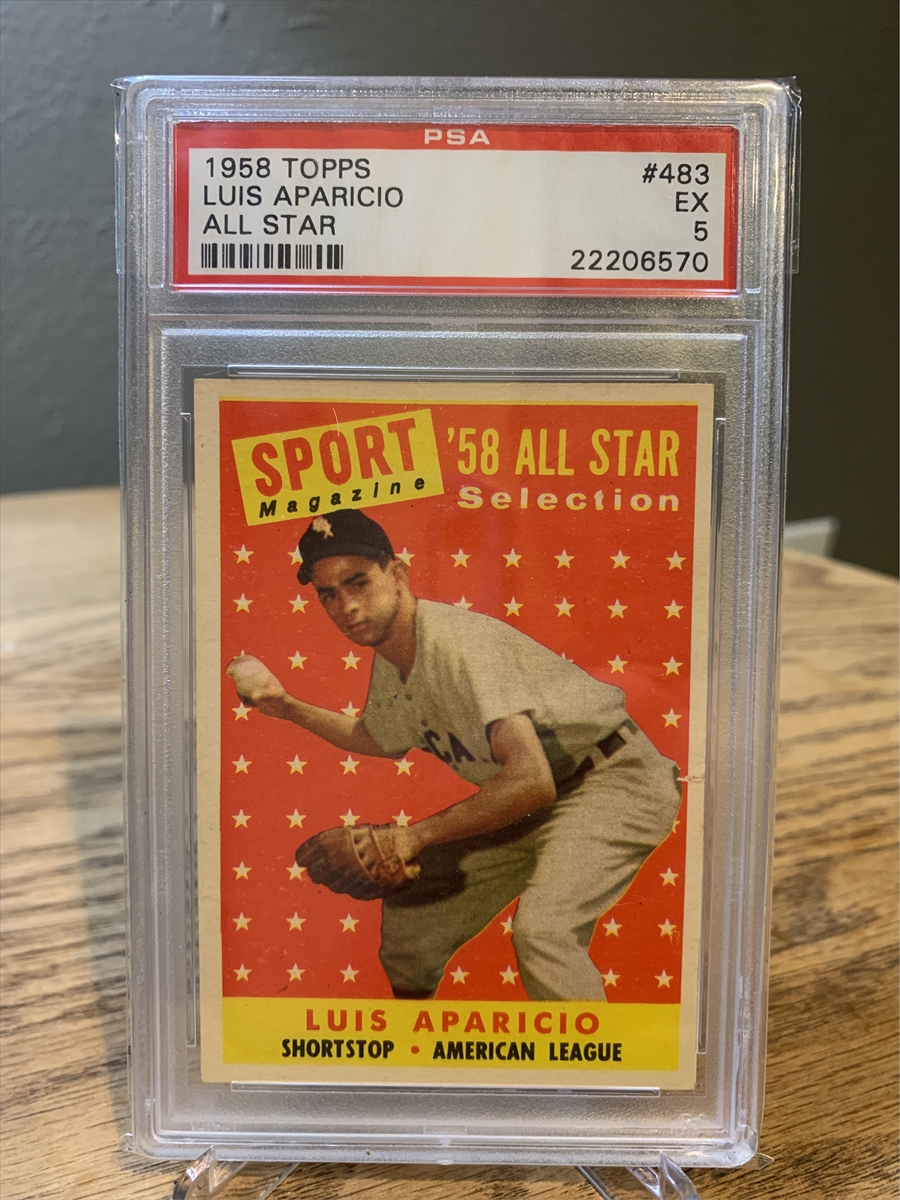 PSA
1958 TOPPS #483
LUIS APARICIO EX
ALL STAR 5
22206570
SPORT
Magazine
'58 ALL STAR
Selection
CA
LUIS APARICIO
SHORTSTOP • AMERICAN LEAGUE